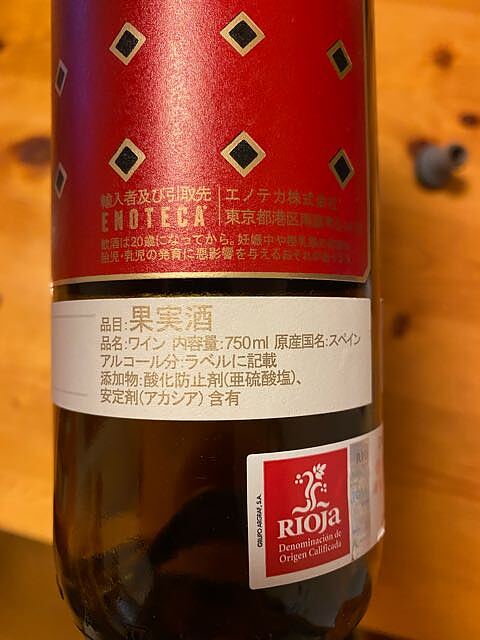 輸入者及び引取先 エノテカ株式会社
ENOTECA 東京都港区南麻布
飲酒は20歳になってから。妊娠中や授乳期の飲酒は、
胎児・乳児の発育に悪影響を与えるおそれがあります。
品目:果実酒
品名:ワイン 内容量:750ml 原産国名:スペイン
アルコール分:ラベルに記載
添加物:酸化防止剤(亜硫酸塩)、
安定剤(アカシア) 含有
GRUPO ARGRAF, S.A.
RIOJa
Denominación de
Origen Calificada